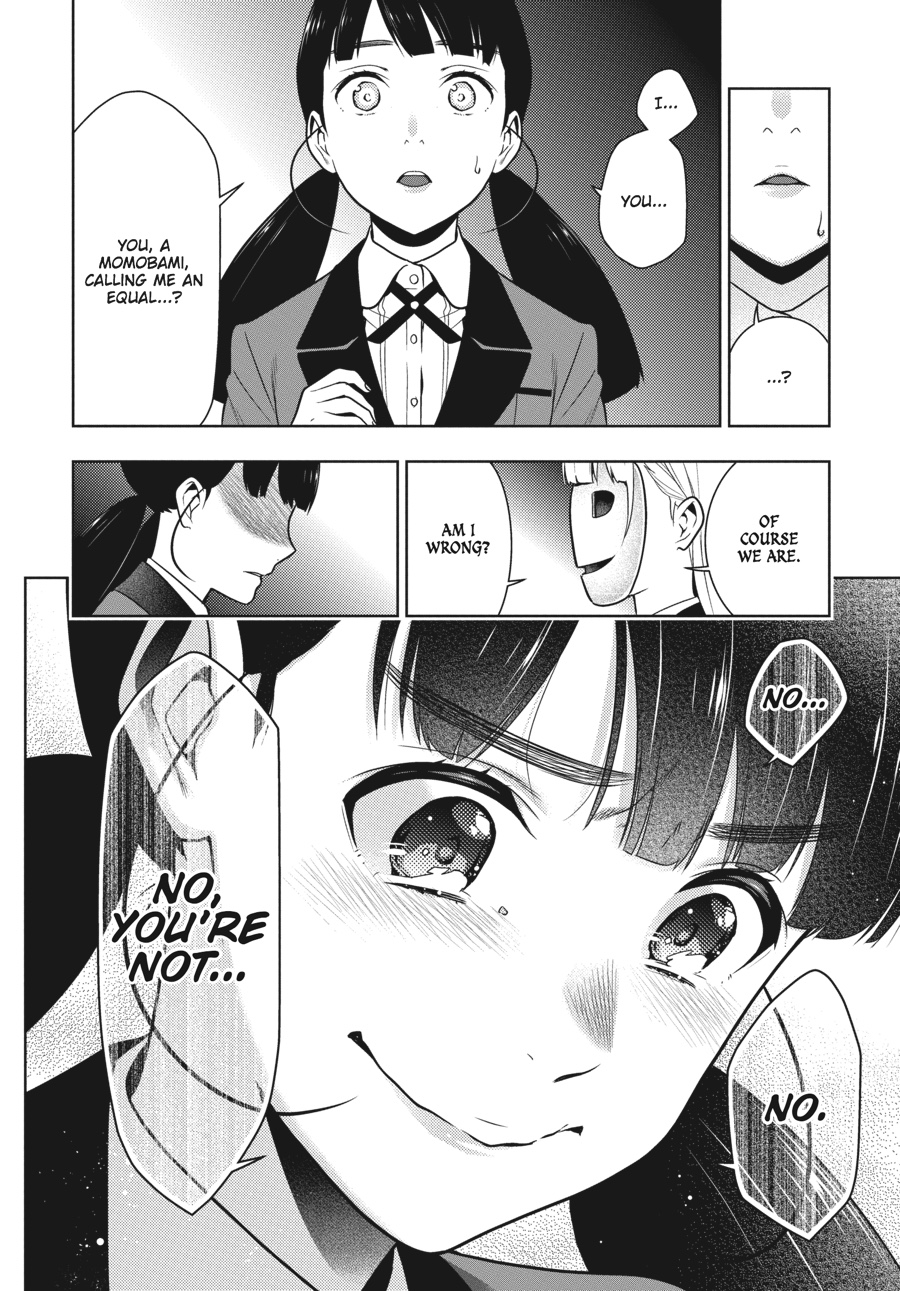 ...?
I...
YOU...
YOU, A
MOMOBAMI,
CALLING ME AN
EQUAL...?
OF
COURSE
WE ARE.
AM I
WRONG?
NO...
NO,
YOU'RE
NOT...
NO.